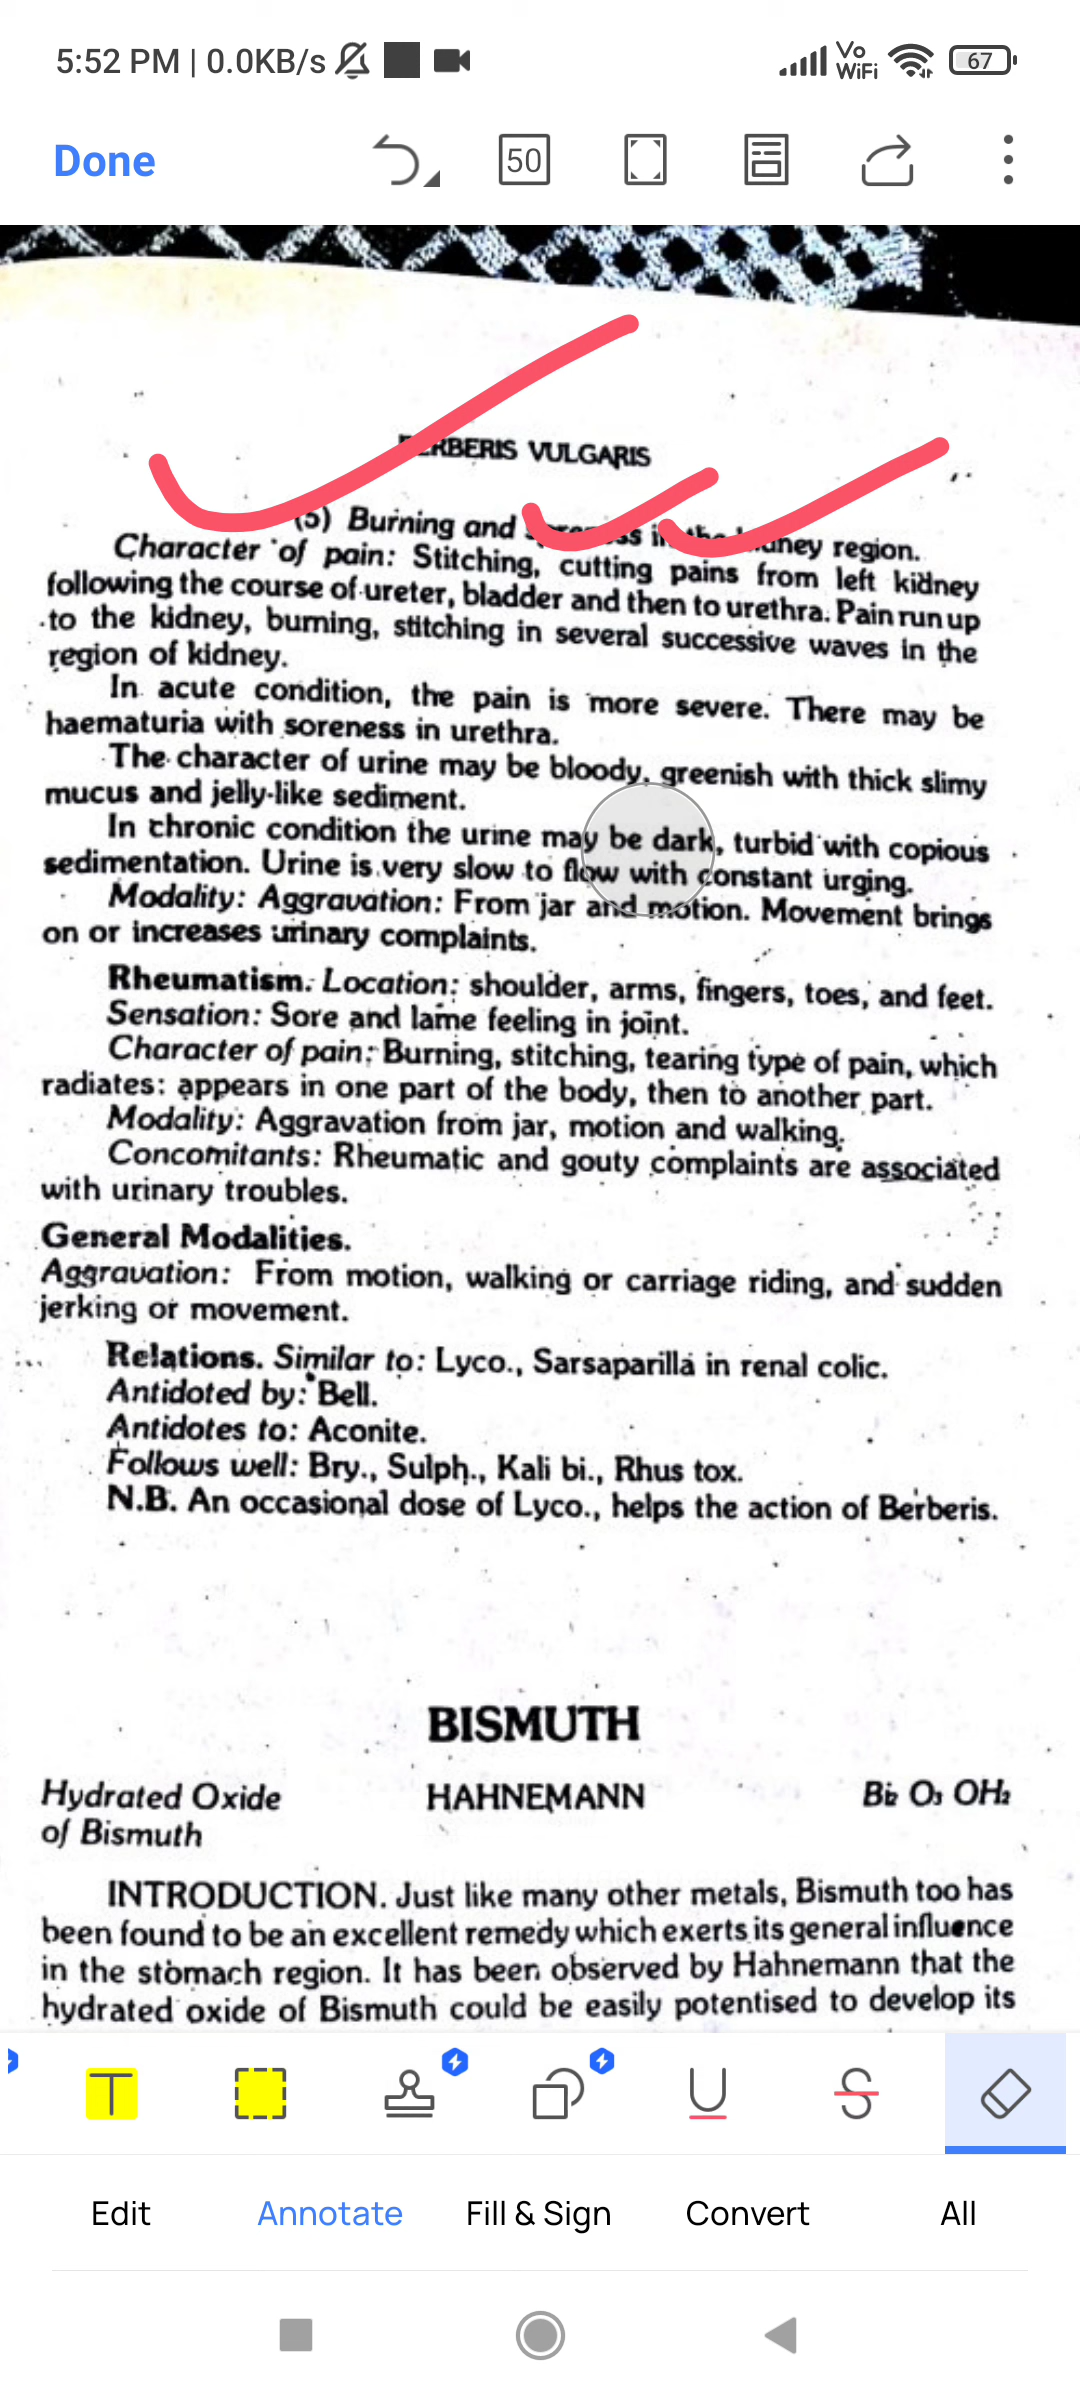 5:52 PM | 0.0KB/s
Vo
WiFi
67
Done
50
BERBERIS VULGARIS
(5) Burning and soreness in the kidney region.
Character of pain: Stitching, cutting pains from left kidney
following the course of ureter, bladder and then to urethra. Pain run up
to the kidney, burning, stitching in several successive waves in the
region of kidney.
In acute condition, the pain is more severe. There may be
haematuria with soreness in urethra.
The character of urine may be bloody, greenish with thick slimy
mucus and jelly-like sediment.
In chronic condition the urine may be dark, turbid with copious
sedimentation. Urine is very slow to flow with constant urging.
Modality: Aggravation: From jar and motion. Movement brings
on or increases urinary complaints.
Rheumatism. Location: shoulder, arms, fingers, toes, and feet.
Sensation: Sore and lame feeling in joint.
Character of pain: Burning, stitching, tearing type of pain, which
radiates: appears in one part of the body, then to another part.
Modality: Aggravation from jar, motion and walking.
Concomitants: Rheumatic and gouty complaints are associated
with urinary troubles.
General Modalities.
Aggravation: From motion, walking or carriage riding, and sudden
jerking or movement.
Relations. Similar to: Lyco., Sarsaparilla in renal colic.
Antidoted by: Bell.
Antidotes to: Aconite.
Follows well: Bry., Sulph., Kali bi., Rhus tox.
N.B. An occasional dose of Lyco., helps the action of Berberis.
BISMUTH
Hydrated Oxide HAHNEMANN Bi₂ O₃ OH₂
of Bismuth
INTRODUCTION. Just like many other metals, Bismuth too has
been found to be an excellent remedy which exerts its general influence
in the stomach region. It has been observed by Hahnemann that the
hydrated oxide of Bismuth could be easily potentised to develop its
Edit Annotate Fill & Sign Convert All